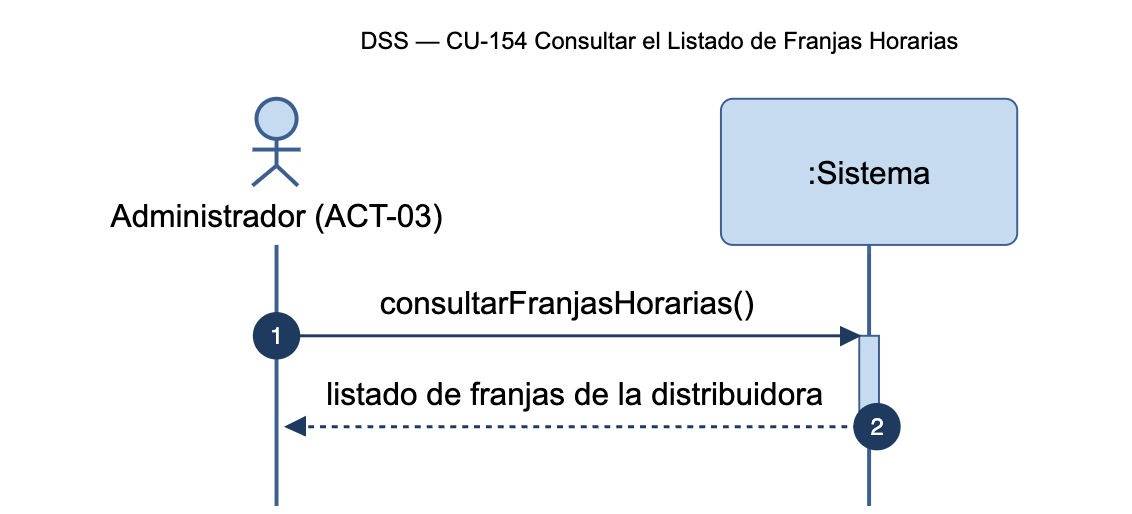 DSS — CU-154 Consultar el Listado de Franjas Horarias
:Sistema
Administrador (ACT-03)
consultarFranjasHorarias()
1
listado de franjas de la distribuidora
2